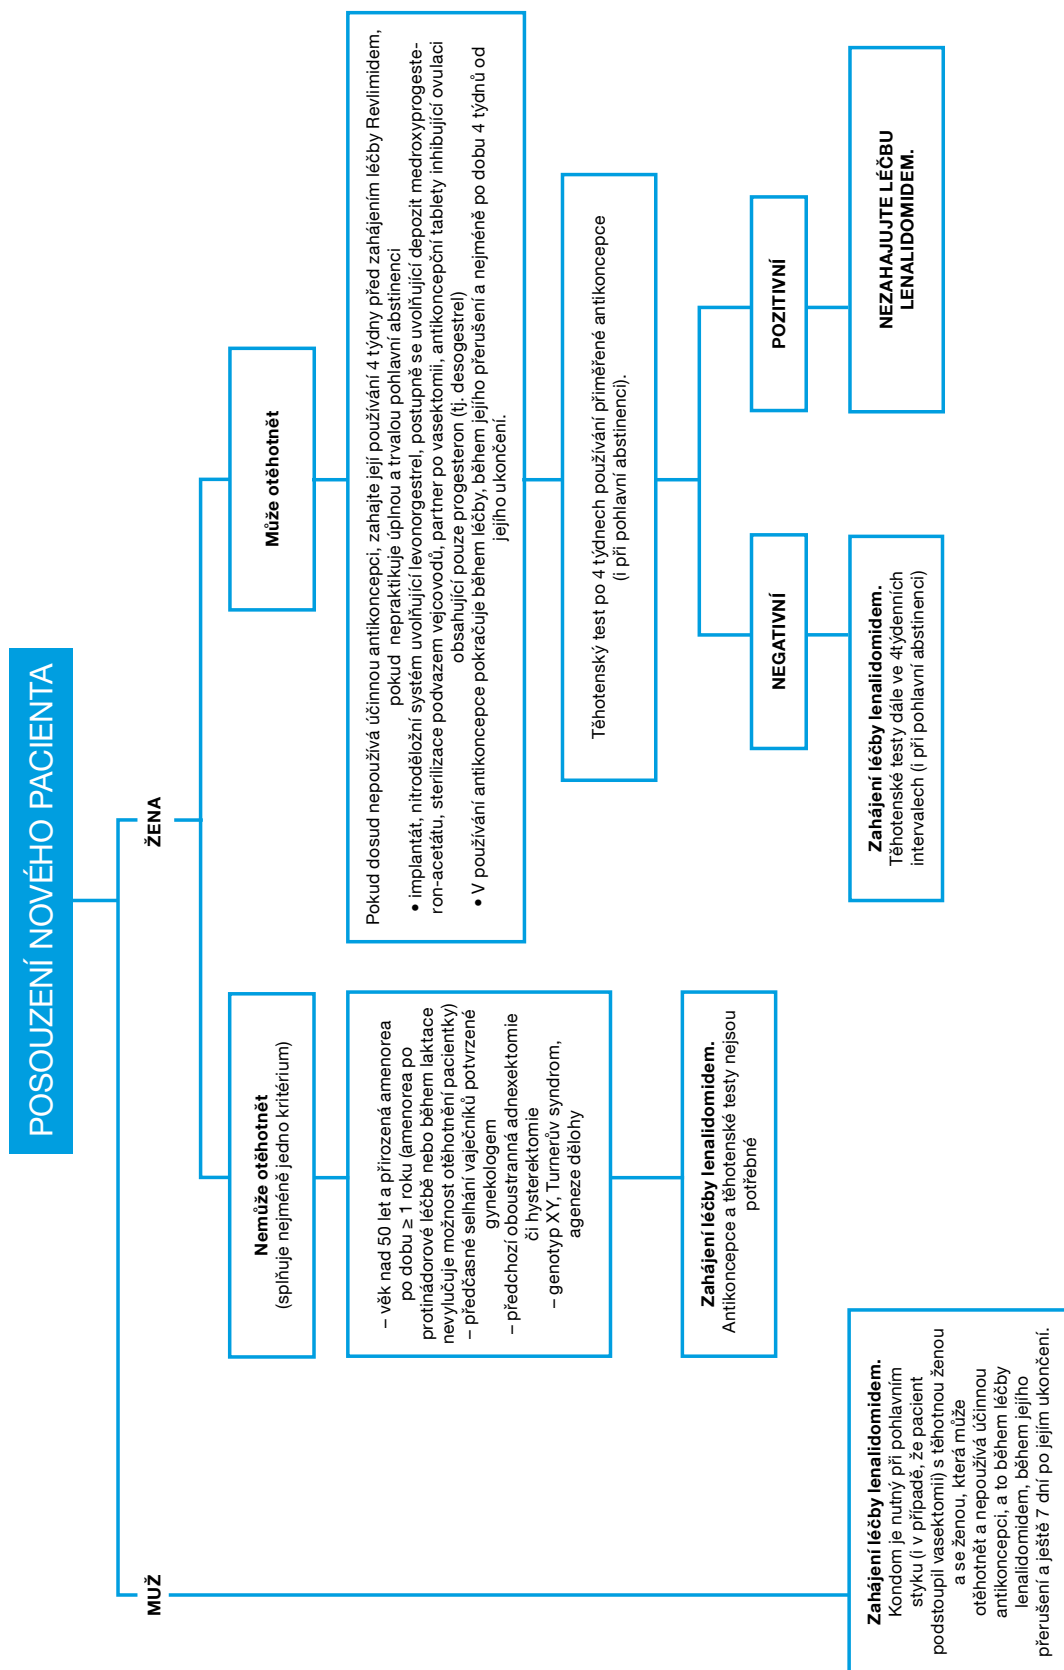 POSOUZENÍ NOVÉHO PACIENTA
MUŽ
ŽENA
Nemůže otěhotnět
(splňuje nejméně jedno kritérium)
Může otěhotnět
– věk nad 50 let a přirozená amenorea
po dobu ≥ 1 roku (amenorea po
protinádorové léčbě nebo během laktace
nevylučuje možnost otěhotnění pacientky)
– předčasné selhání vaječníků potvrzené
gynekologem
– předchozí oboustranná adnexektomie
či hysterektomie
– genotyp XY, Turnerův syndrom,
ageneze dělohy
Pokud dosud nepoužívá účinnou antikoncepci, zahajte její používání 4 týdny před zahájením léčby Revlimidem,
pokud nepraktikuje úplnou a trvalou pohlavní abstinenci
• implantát, nitroděložní systém uvolňující levonorgestrel, postupně se uvolňující depozit medroxyprogeste-
ron-acetátu, sterilizace podvazem vejcovodů, partner po vasektomii, antikoncepční tablety inhibující ovulaci
obsahující pouze progesteron (tj. desogestrel)
• V používání antikoncepce pokračuje během léčby, během jejího přerušení a nejméně po dobu 4 týdnů od
jejího ukončení.
Těhotenský test po 4 týdnech používání přiměřené antikoncepce
(i při pohlavní abstinenci).
NEGATIVNÍ
POZITIVNÍ
Zahájení léčby lenalidomidem.
Kondom je nutný při pohlavním
styku (i v případě, že pacient
podstoupil vasektomii) s těhotnou ženou
a se ženou, která může
otěhotnět a nepoužívá účinnou
antikoncepci, a to během léčby
lenalidomidem, během jejího
přerušení a ještě 7 dní po jejím ukončení.
Zahájení léčby lenalidomidem.
Antikoncepce a těhotenské testy nejsou
potřebné
Zahájení léčby lenalidomidem.
Těhotenské testy dále ve 4týdenních
intervalech (i při pohlavní abstinenci)
NEZAHAJUJTE LÉČBU
LENALIDOMIDEM.